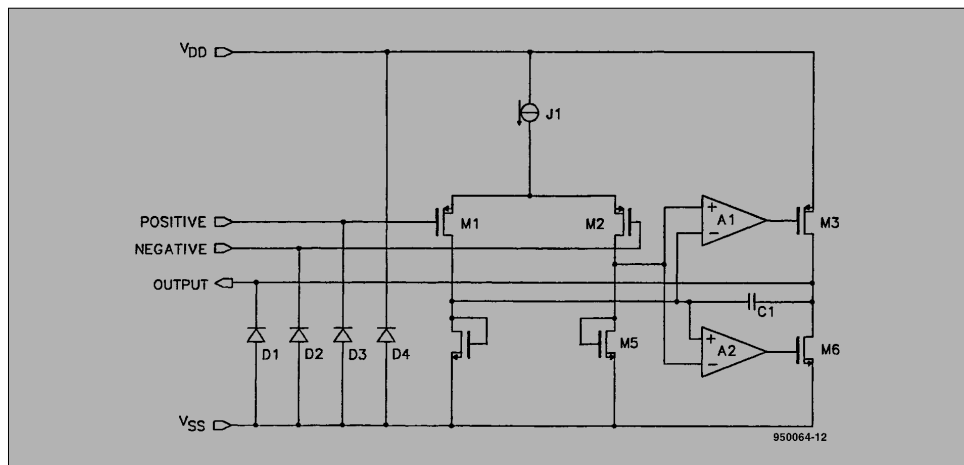 VDD
J1
POSITIVE
M1
M2
+
A1
−
M3
NEGATIVE
OUTPUT
C1
D1
D2
D3
D4
M5
+
A2
−
M6
VSS
950064-12